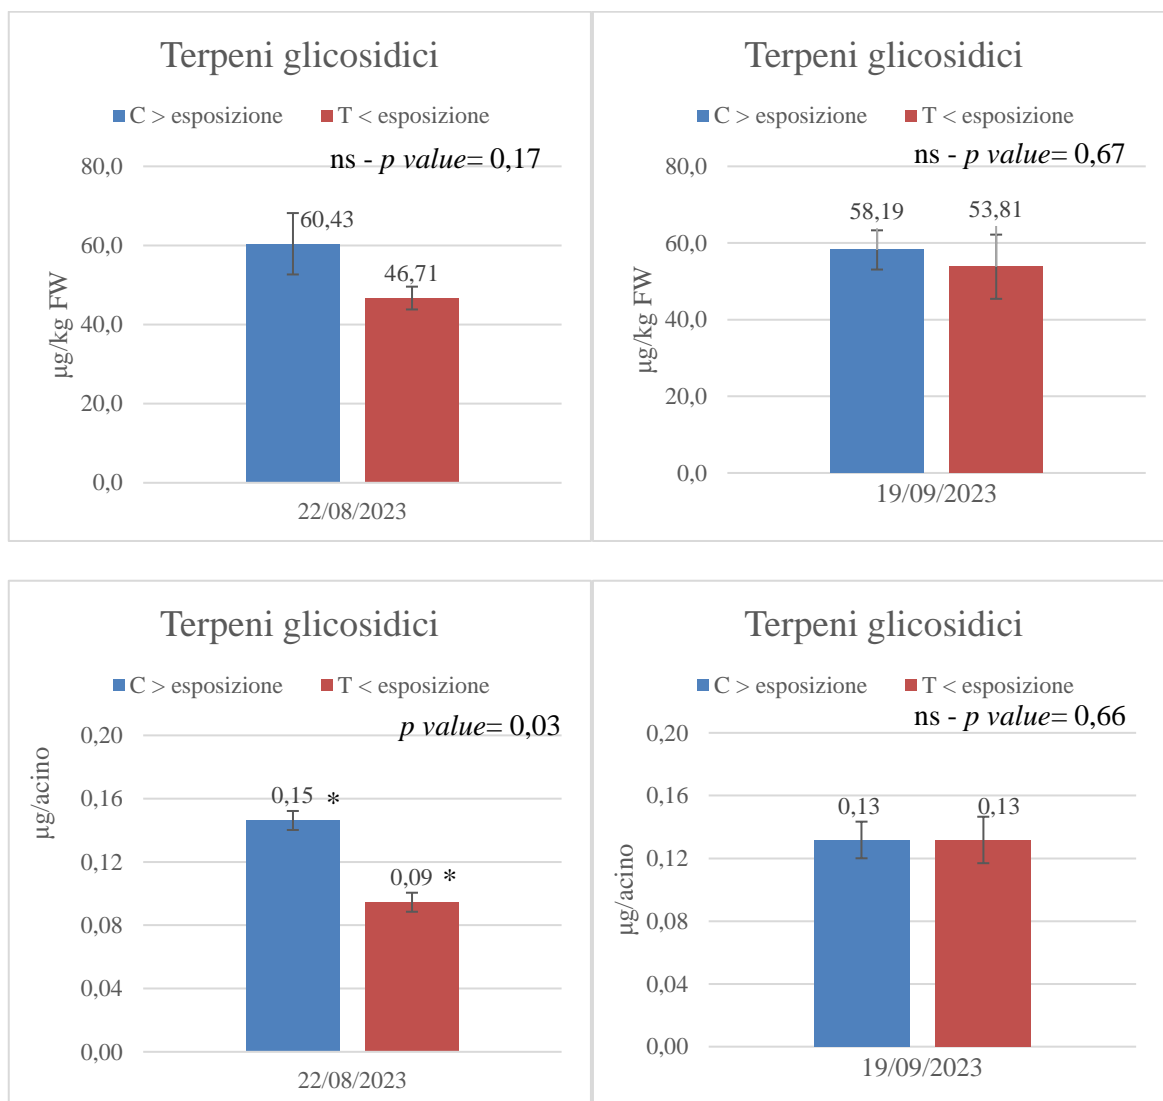 Terpeni glicosidici
C > esposizione T < esposizione
ns - p value= 0,17
80,0
60,0
40,0
20,0
0,0
µg/kg FW
60,43
46,71
22/08/2023
Terpeni glicosidici
C > esposizione T < esposizione
ns - p value= 0,67
80,0
60,0
40,0
20,0
0,0
µg/kg FW
58,19
53,81
19/09/2023
Terpeni glicosidici
C > esposizione T < esposizione
p value= 0,03
0,20
0,16
0,12
0,08
0,04
0,00
µg/acino
0,15 *
0,09 *
22/08/2023
Terpeni glicosidici
C > esposizione T < esposizione
ns - p value= 0,66
0,20
0,16
0,12
0,08
0,04
0,00
µg/acino
0,13
0,13
19/09/2023